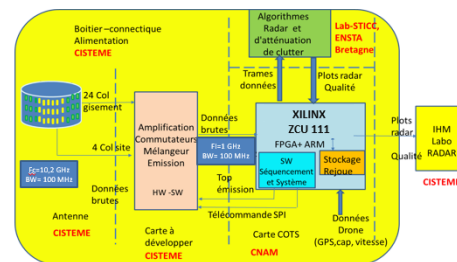 Boitier –connectique
Alimentation
CISTEME
Algorithmes
Radar et
d'atténuation
de clutter
Lab-STICC,
ENSTA
Bretagne
Trames
données
Plots radar
Qualité
24 Col
gisement
4 Col site
Fc=10,2 GHz
BW= 100 MHz
Données
brutes
Antenne
CISTEME
Amplification
Commutateurs
Mélangeur
Emission
HW -SW
Carte à
développer
CISTEME
Données
brutes
FI=1 GHz
BW= 100 MHz
Top
émission
Télécommande SPI
XILINX
ZCU 111
FPGA+ ARM
SW
Séquencement
et Système
Stockage
Rejoue
Carte COTS
CNAM
Données
Drone
(GPS,cap, vitesse)
Plots
radar,
Qualité
IHM
Labo
RADAR
CISTEME